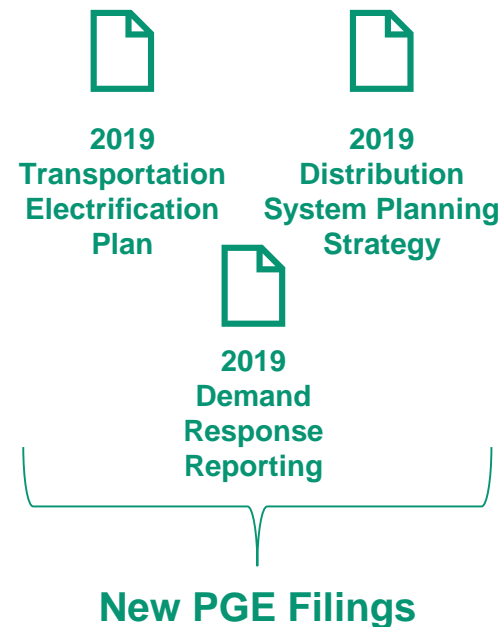 2019
Transportation
Electrification
Plan
2019
Distribution
System Planning
Strategy
2019
Demand
Response
Reporting
New PGE Filings